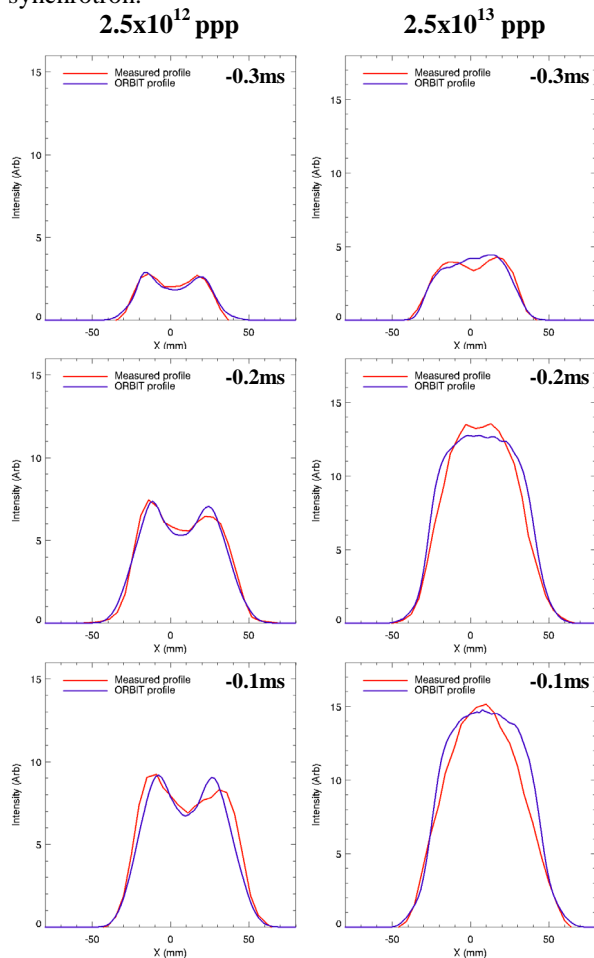 synchrotron.
2.5x10^12 ppp
2.5x10^13 ppp
Measured profile
ORBIT profile
-0.3ms
15
10
5
0
Intensity (Arb)
-50 0 50
X (mm)
Measured profile
ORBIT profile
-0.3ms
15
10
5
0
Intensity (Arb)
-50 0 50
X (mm)
Measured profile
ORBIT profile
-0.2ms
15
10
5
0
Intensity (Arb)
-50 0 50
X (mm)
Measured profile
ORBIT profile
-0.2ms
15
10
5
0
Intensity (Arb)
-50 0 50
X (mm)
Measured profile
ORBIT profile
-0.1ms
15
10
5
0
Intensity (Arb)
-50 0 50
X (mm)
Measured profile
ORBIT profile
-0.1ms
15
10
5
0
Intensity (Arb)
-50 0 50
X (mm)